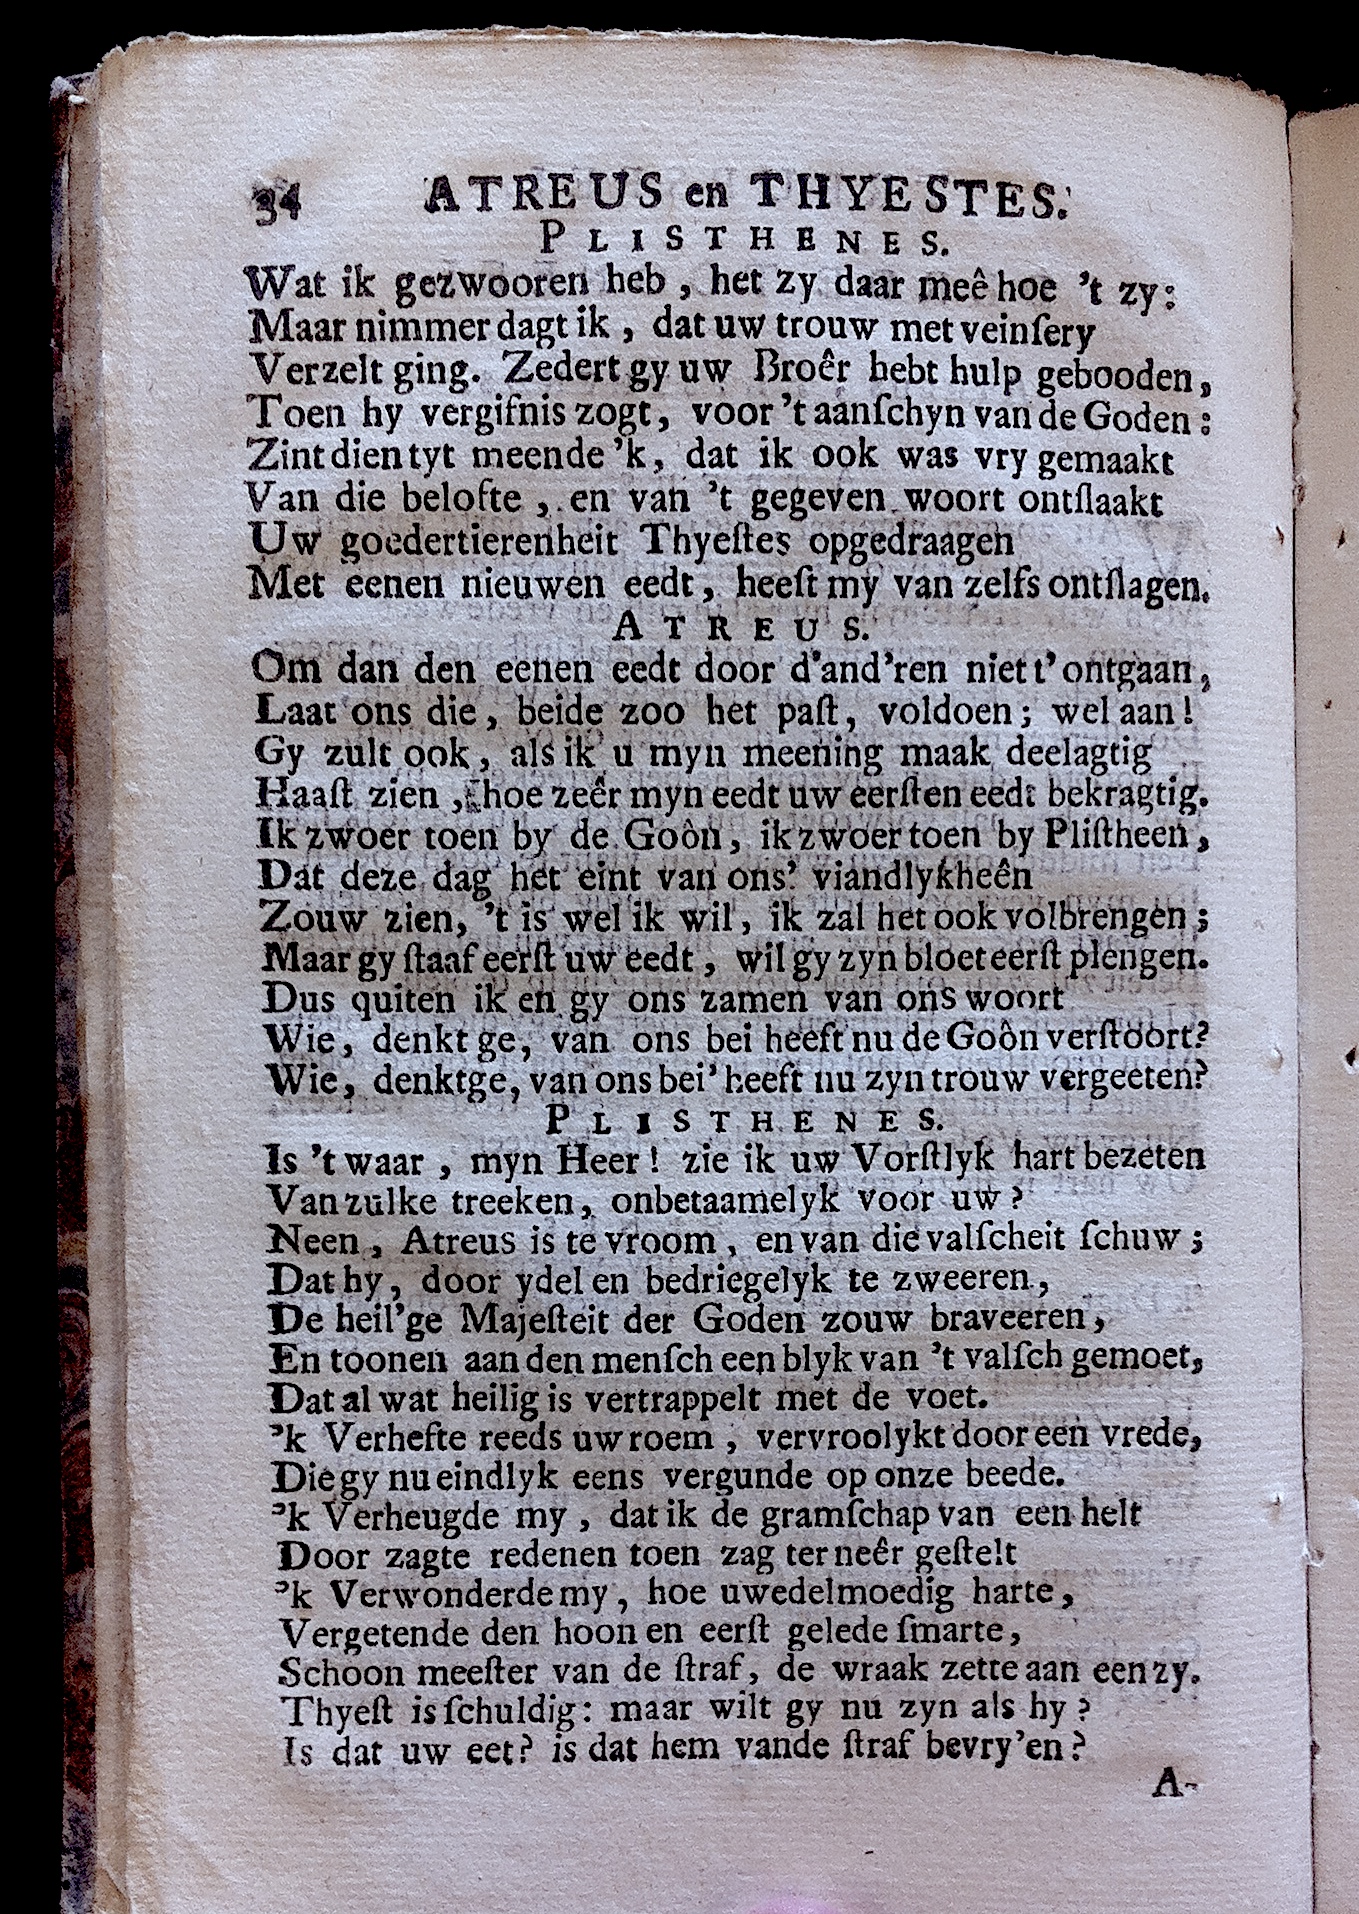 34 ATREUS en THYESTES.
PLISTHENES.
Wat ik gezwooren heb, het zy daar meê hoe 't zy:
Maar nimmer dagt ik, dat uw trouw met veinſery
Verzelt ging. Zedert gy uw Broêr hebt hulp gebooden,
Toen hy vergifnis zogt, voor 't aanſchyn van de Goden:
Zint dien tyt meende 'k, dat ik ook was vry gemaakt
Van die belofte, en van 't gegeven woort ontſlaakt
Uw goedertierenheit Thyeſtes opgedraagen
Met eenen nieuwen eedt, heeft my van zelfs ontſlagen.
ATREUS.
Om dan den eenen eedt door d'and'ren niet t' ontgaan,
Laat ons die, beide zoo het paſt, voldoen; wel aan!
Gy zult ook, als ik u myn meening maak deelagtig
Haaſt zien, hoe zeêr myn eedt uw eerſten eedt bekragtig.
Ik zwoer toen by de Goôn, ik zwoer toen by Pliſtheen,
Dat deze dag het eint van ons' viandlykheên
Zouw zien, 't is wel ik wil, ik zal het ook volbrengen;
Maar gy ſtaaf eerſt uw eedt, wil gy zyn bloet eerſt plengen.
Dus quiten ik en gy ons zamen van ons woort
Wie, denkt ge, van ons bei heeft nu de Goôn verſtoort?
Wie, denktge, van ons bei' heeft nu zyn trouw vergeeten?
PLISTHENES.
Is 't waar, myn Heer! zie ik uw Vorſtlyk hart bezeten
Van zulke treeken, onbetaamelyk voor uw?
Neen, Atreus is te vroom, en van die valſcheit ſchuw;
Dat hy, door ydel en bedriegelyk te zweeren,
De heil'ge Majeſteit der Goden zouw braveeren,
En toonen aan den menſch een blyk van 't valſch gemoet,
Dat al wat heilig is vertrappelt met de voet.
'k Verhefte reeds uw roem, vervroolykt door een vrede,
Die gy nu eindlyk eens vergunde op onze beede.
'k Verheugde my, dat ik de gramſchap van een helt
Door zagte redenen toen zag ter neêr geſtelt
'k Verwonderde my, hoe uw edelmoedig harte,
Vergetende den hoon en eerſt gelede ſmarte,
Schoon meeſter van de ſtraf, de wraak zette aan een zy.
Thyeſt is ſchuldig: maar wilt gy nu zyn als hy?
Is dat uw eet? is dat hem van de ſtraf bevry'en?
A-